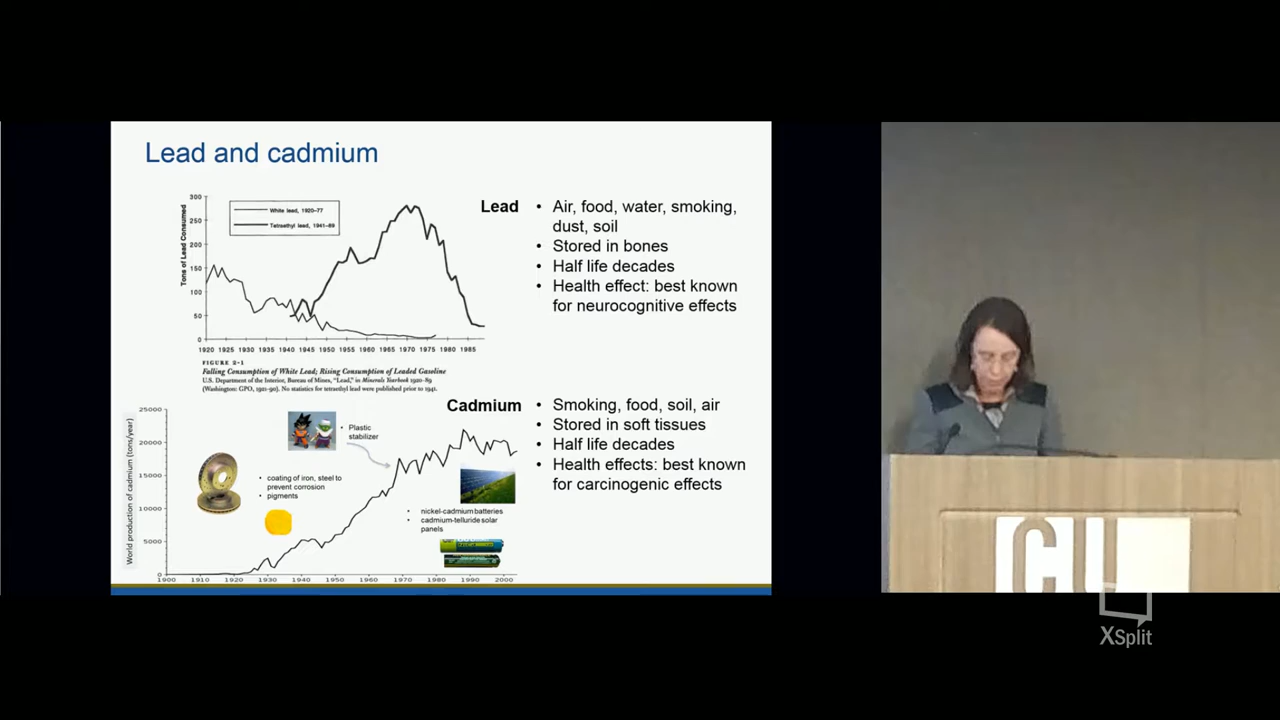 Lead and cadmium
300
250
200
150
100
50
0
Tons of Lead Consumed
White lead, 1920–77
Tetraethyl lead, 1941–89
1920 1925 1930 1935 1940 1945 1950 1955 1960 1965 1970 1975 1980 1985
FIGURE 2-1
Falling Consumption of White Lead; Rising Consumption of Leaded Gasoline
U.S. Department of the Interior, Bureau of Mines, "Lead," in Minerals Yearbook 1920–89
(Washington: GPO, 1921–90). No statistics for tetraethyl lead were published prior to 1941.
Lead
• Air, food, water, smoking,
dust, soil
• Stored in bones
• Half life decades
• Health effect: best known
for neurocognitive effects
25000
20000
15000
10000
5000
0
World production of cadmium (tons/year)
• Plastic
stabilizer
• coating of iron, steel to
prevent corrosion
• pigments
• nickel-cadmium batteries
• cadmium-telluride solar
panels
1900 1910 1920 1930 1940 1950 1960 1970 1980 1990 2000
Cadmium
• Smoking, food, soil, air
• Stored in soft tissues
• Half life decades
• Health effects: best known
for carcinogenic effects
CU
XSplit